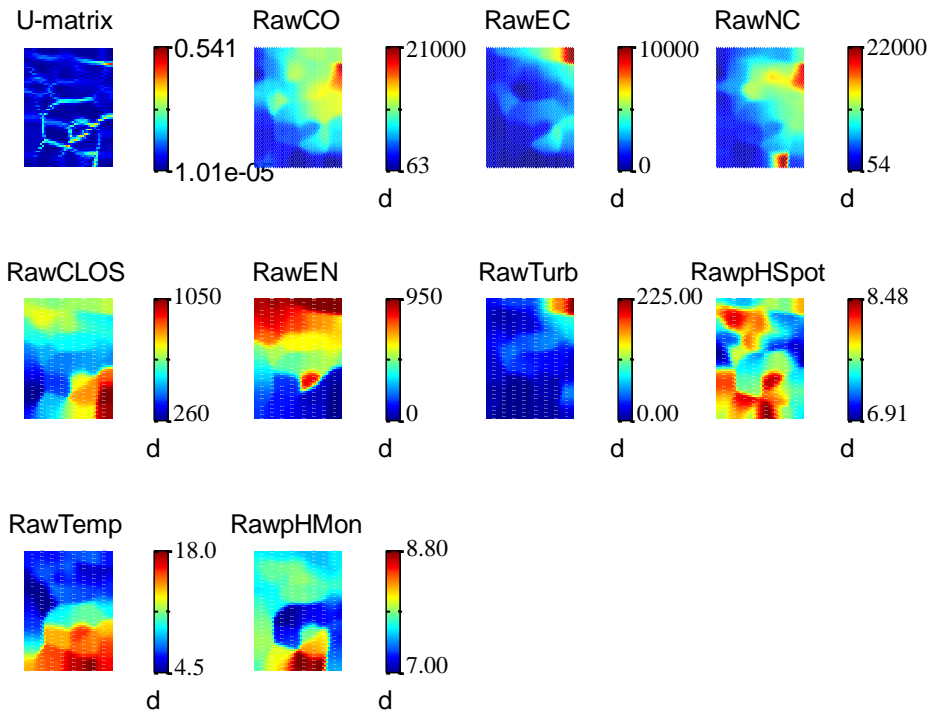 U-matrix
0.541
1.01e-05
RawCO
21000
63
d
RawEC
10000
0
d
RawNC
22000
54
d
RawCLOS
1050
260
d
RawEN
950
0
d
RawTurb
225.00
0.00
d
RawpHSpot
8.48
6.91
d
RawTemp
18.0
4.5
d
RawpHMon
8.80
7.00
d